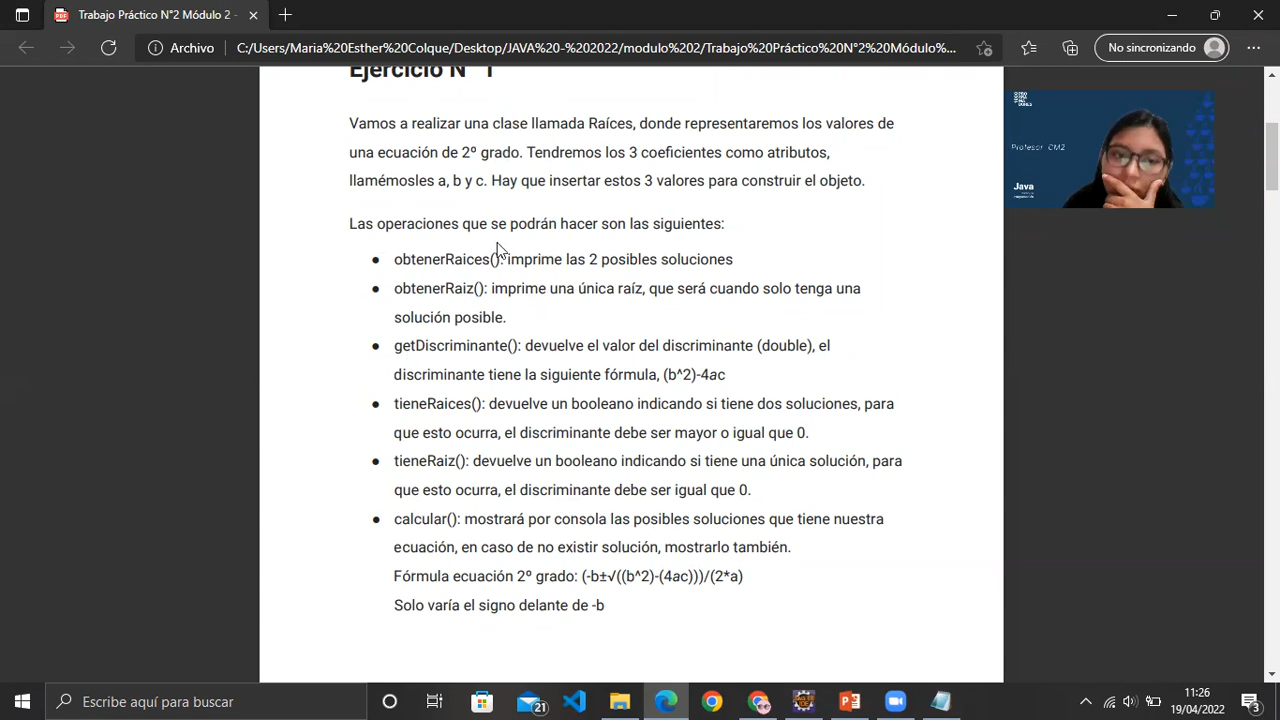 Trabajo Práctico N°2 Módulo 2 -
Archivo
C:/Users/Maria%20Esther%20Colque/Desktop/JAVA%20-%202022/modulo%202/Trabajo%20Práctico%20N°2%20Módulo%...
No sincronizando
Ejercicio N° 1
Vamos a realizar una clase llamada Raíces, donde representaremos los valores de
una ecuación de 2º grado. Tendremos los 3 coeficientes como atributos,
llamémosles a, b y c. Hay que insertar estos 3 valores para construir el objeto.
Las operaciones que se podrán hacer son las siguientes:
● obtenerRaices(): imprime las 2 posibles soluciones
● obtenerRaiz(): imprime una única raíz, que será cuando solo tenga una
solución posible.
● getDiscriminante(): devuelve el valor del discriminante (double), el
discriminante tiene la siguiente fórmula, (b^2)-4ac
● tieneRaices(): devuelve un booleano indicando si tiene dos soluciones, para
que esto ocurra, el discriminante debe ser mayor o igual que 0.
● tieneRaiz(): devuelve un booleano indicando si tiene una única solución, para
que esto ocurra, el discriminante debe ser igual que 0.
● calcular(): mostrará por consola las posibles soluciones que tiene nuestra
ecuación, en caso de no existir solución, mostrarlo también.
Fórmula ecuación 2º grado: (-b±√((b^2)-(4ac)))/(2*a)
Solo varía el signo delante de -b
Profesor CM2
Java
Escribe aquí para buscar
21
11:26
19/04/2022
3